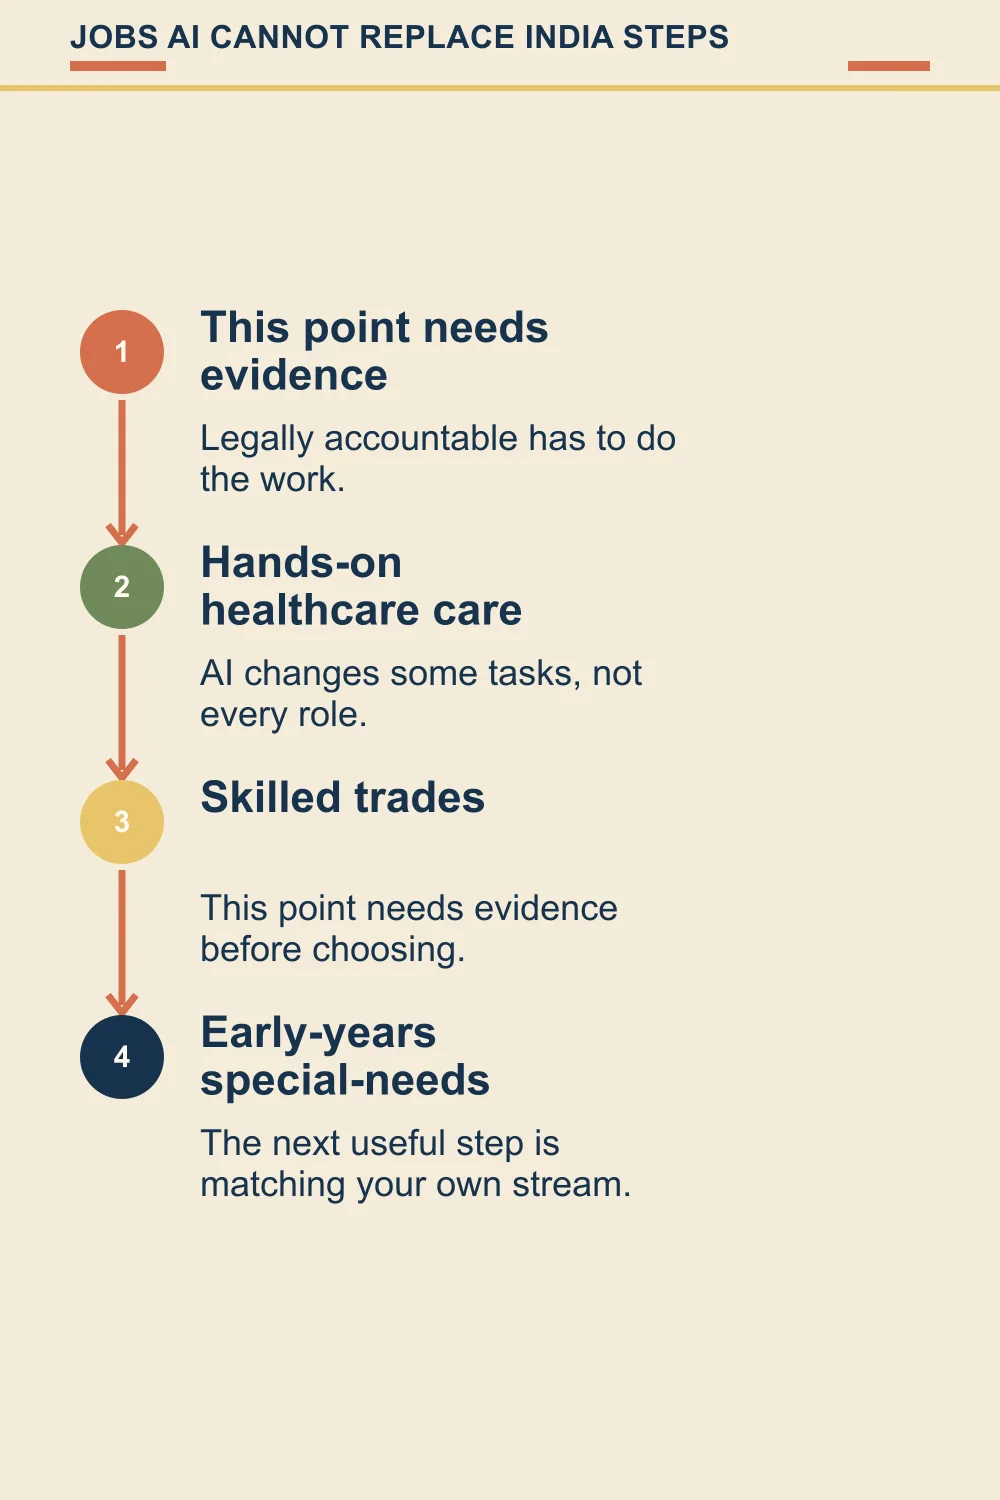 JOBS AI CANNOT REPLACE INDIA STEPS
1
This point needs
evidence
Legally accountable has to do
the work.
2
Hands-on
healthcare care
AI changes some tasks, not
every role.
3
Skilled trades
This point needs evidence
before choosing.
4
Early-years
special-needs
The next useful step is
matching your own stream.